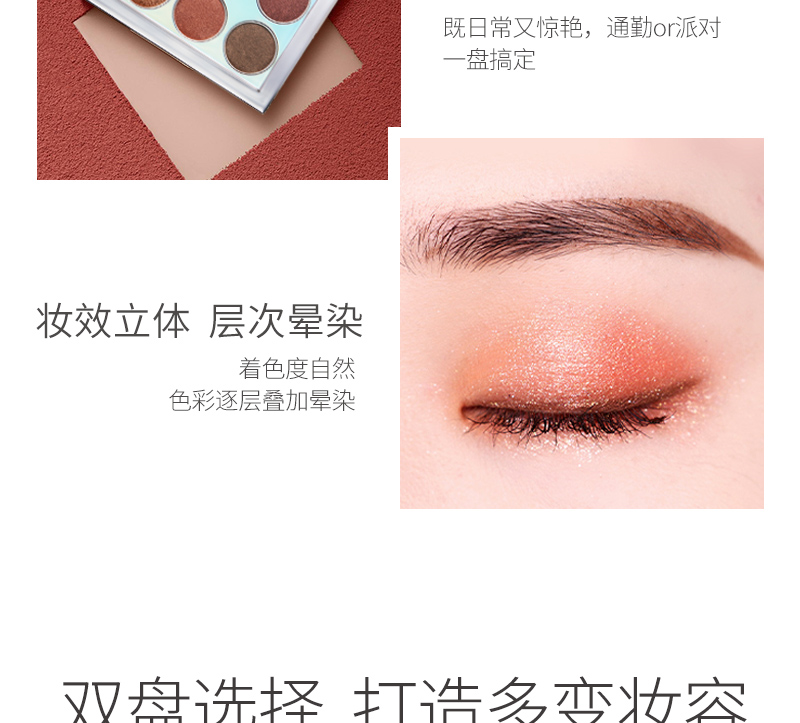 既日常又惊艳，通勤or派对
一盘搞定
妆效立体 层次晕染
着色度自然
色彩逐层叠加晕染
双盘选择 打造多变妆容